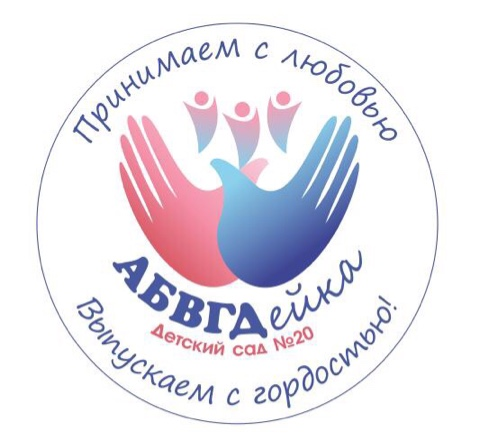 Принимаем с любовью
АБВГДейка
Детский сад №20
Выпускаем с гордостью!